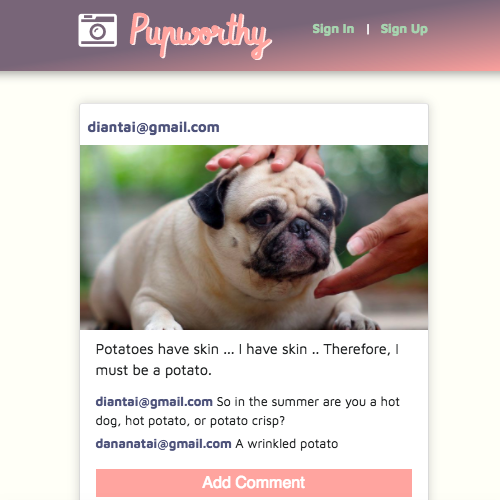 Pupworthy
Sign In | Sign Up
diantai@gmail.com
Potatoes have skin ... I have skin .. Therefore, I
must be a potato.
diantai@gmail.com So in the summer are you a hot
dog, hot potato, or potato crisp?
dananatai@gmail.com A wrinkled potato
Add Comment